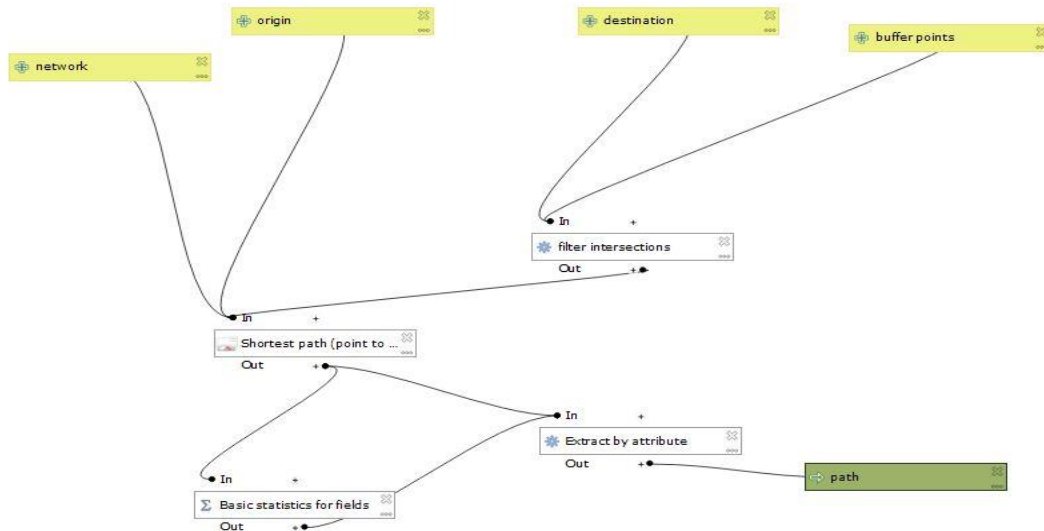 origin
destination
buffer points
network
In
filter intersections
Out
In
Shortest path (point to ...
Out
In
Extract by attribute
Out
path
In
Σ Basic statistics for fields
Out